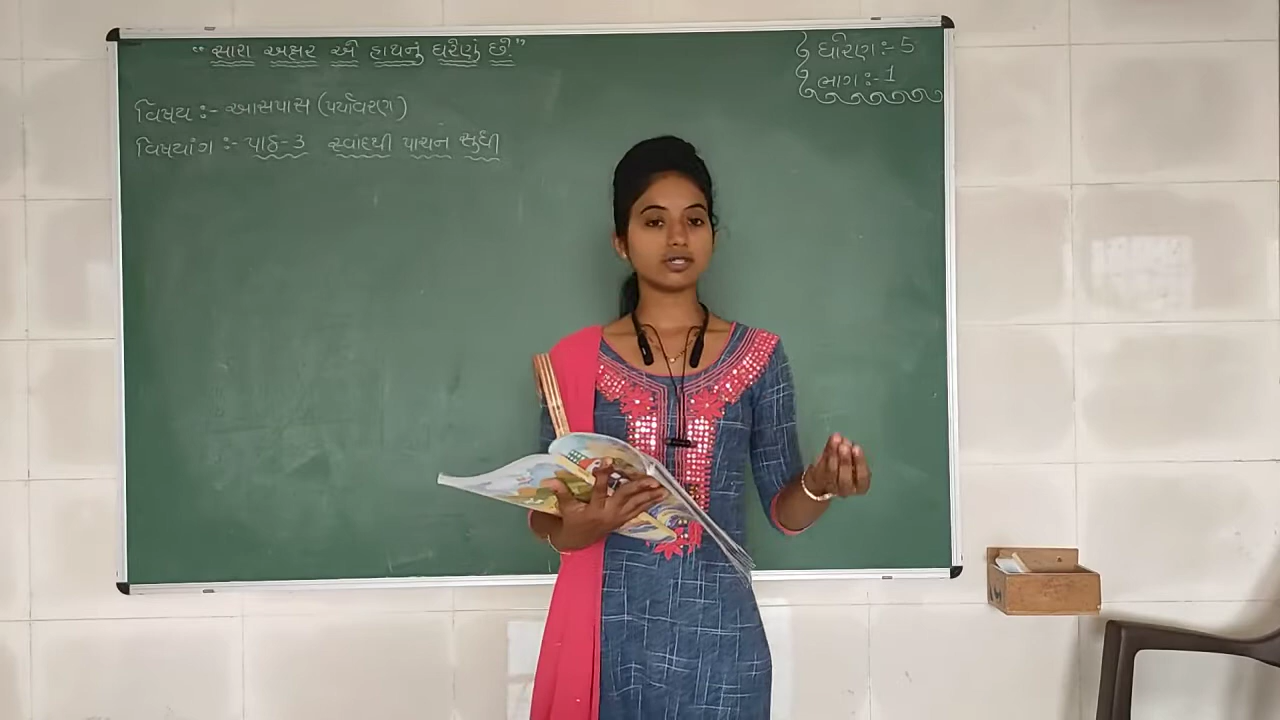 "સારા અક્ષર એ હાથનું ઘરેણું છે."
ધોરણ:- 5
ભાગ:- 1
વિષય :- આસપાસ (પર્યાવરણ)
વિષયાંગ :- પાઠ-3 સ્વાદથી પાચન સુધી